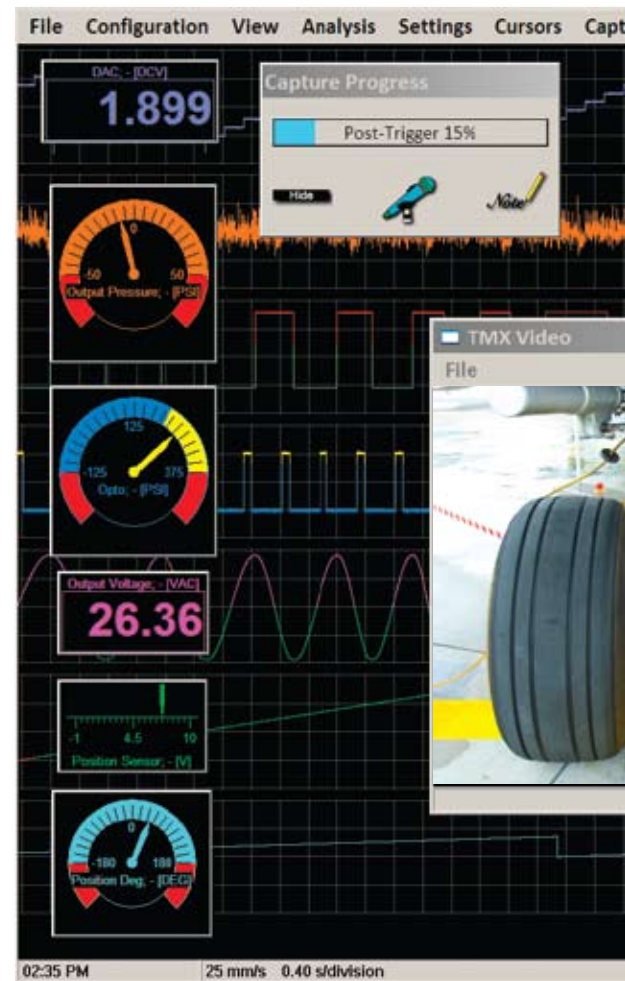 File Configuration View Analysis Settings Cursors Capt
DAC; - [DCV]
1.899
Capture Progress
Post-Trigger 15%
Hide
Note
0
-50 50
Output Pressure; - [PSI]
TMX Video
File
125
-125 375
Opto; - [PSI]
Output Voltage; - [VAC]
26.36
-1 4.5 10
Position Sensor; - [V]
0
-180 180
Position Deg; - [DEG]
02:35 PM 25 mm/s 0.40 s/division